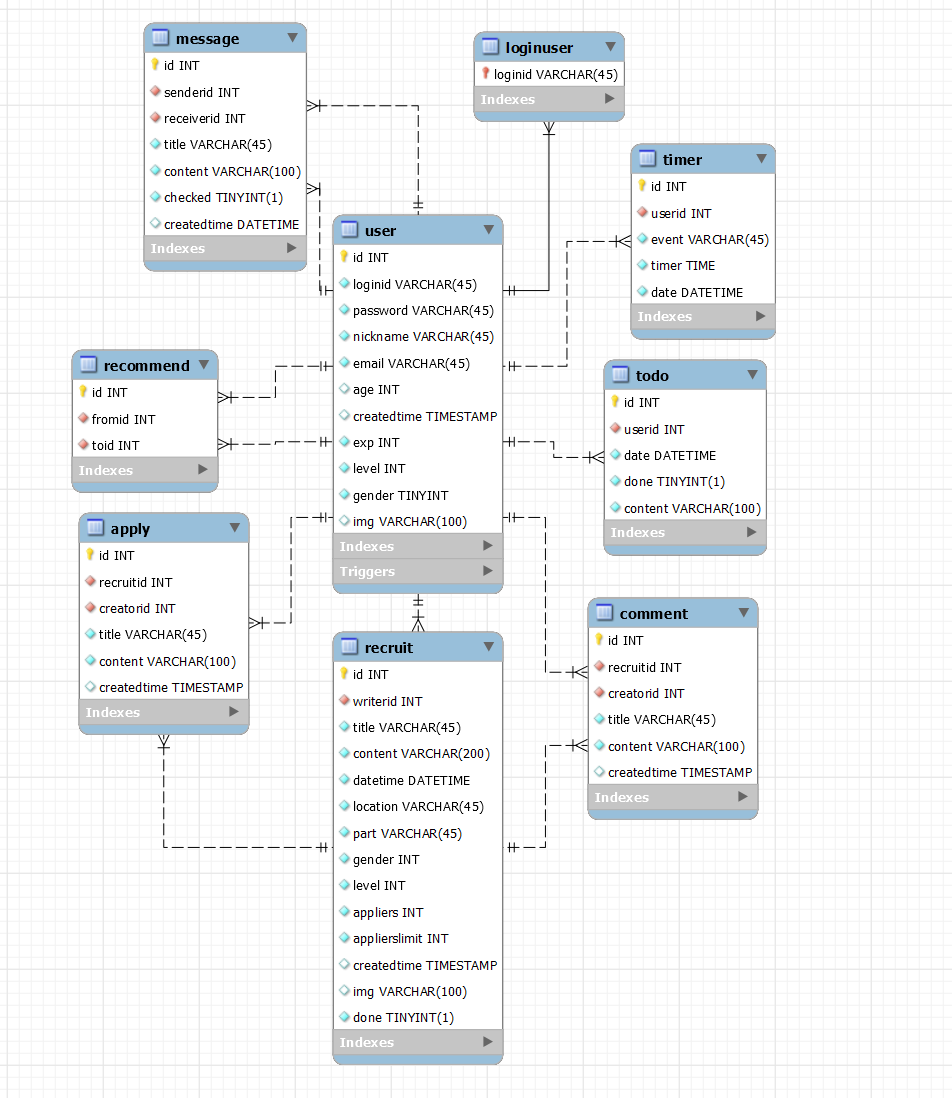 message
id INT
senderid INT
receiverid INT
title VARCHAR(45)
content VARCHAR(100)
checked TINYINT(1)
createdtime DATETIME
Indexes
loginuser
loginid VARCHAR(45)
Indexes
timer
id INT
userid INT
event VARCHAR(45)
timer TIME
date DATETIME
Indexes
user
id INT
loginid VARCHAR(45)
password VARCHAR(45)
nickname VARCHAR(45)
email VARCHAR(45)
age INT
createdtime TIMESTAMP
exp INT
level INT
gender TINYINT
img VARCHAR(100)
Indexes
Triggers
recommend
id INT
fromid INT
toid INT
Indexes
todo
id INT
userid INT
date DATETIME
done TINYINT(1)
content VARCHAR(100)
Indexes
apply
id INT
recruitid INT
creatorid INT
title VARCHAR(45)
content VARCHAR(100)
createdtime TIMESTAMP
Indexes
comment
id INT
recruitid INT
creatorid INT
title VARCHAR(45)
content VARCHAR(100)
createdtime TIMESTAMP
Indexes
recruit
id INT
writerid INT
title VARCHAR(45)
content VARCHAR(200)
datetime DATETIME
location VARCHAR(45)
part VARCHAR(45)
gender INT
level INT
appliers INT
applierslimit INT
createdtime TIMESTAMP
img VARCHAR(100)
done TINYINT(1)
Indexes